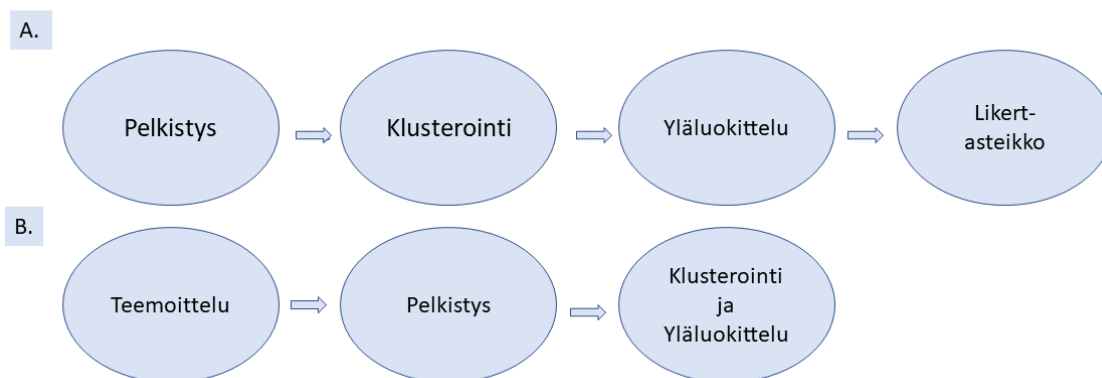 A.
Pelkistys
Klusterointi
Yläluokittelu
Likert-
asteikko
B.
Teemoittelu
Pelkistys
Klusterointi
ja
Yläluokittelu